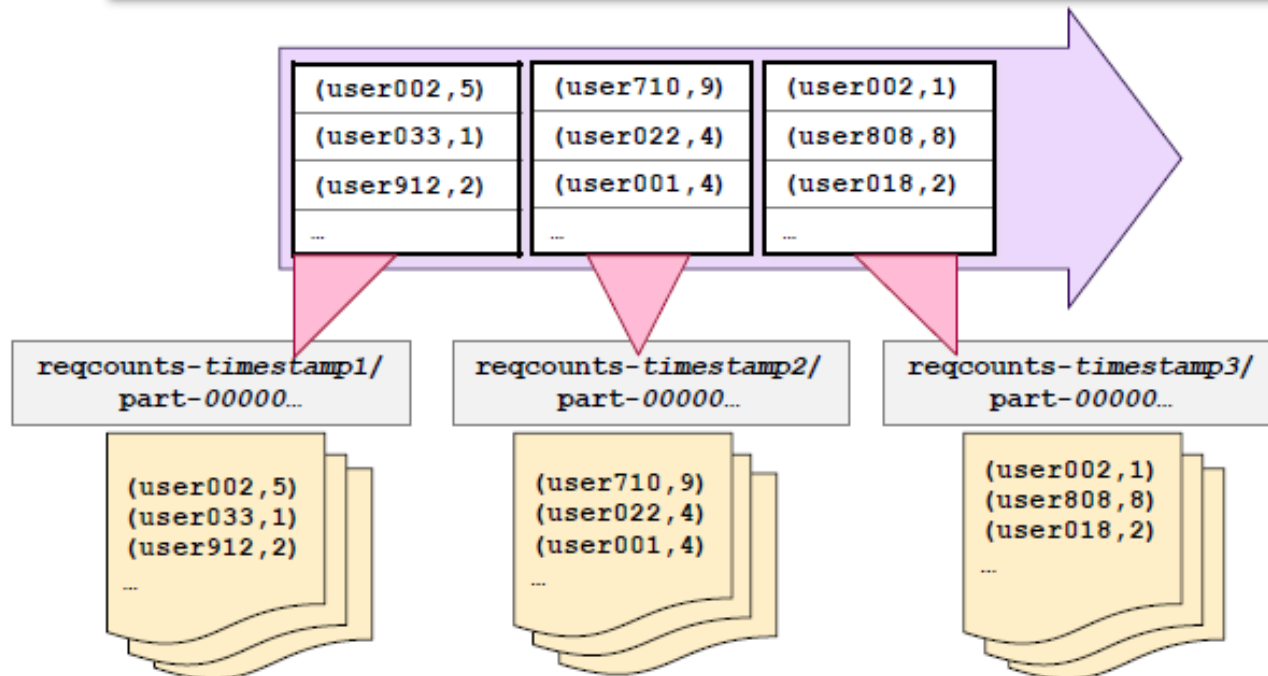 (user002,5)
(user033,1)
(user912,2)
…
(user710,9)
(user022,4)
(user001,4)
…
(user002,1)
(user808,8)
(user018,2)
…
reqcounts-timestamp1/
part-00000…
reqcounts-timestamp2/
part-00000…
reqcounts-timestamp3/
part-00000…
(user002,5)
(user033,1)
(user912,2)
…
(user710,9)
(user022,4)
(user001,4)
…
(user002,1)
(user808,8)
(user018,2)
…